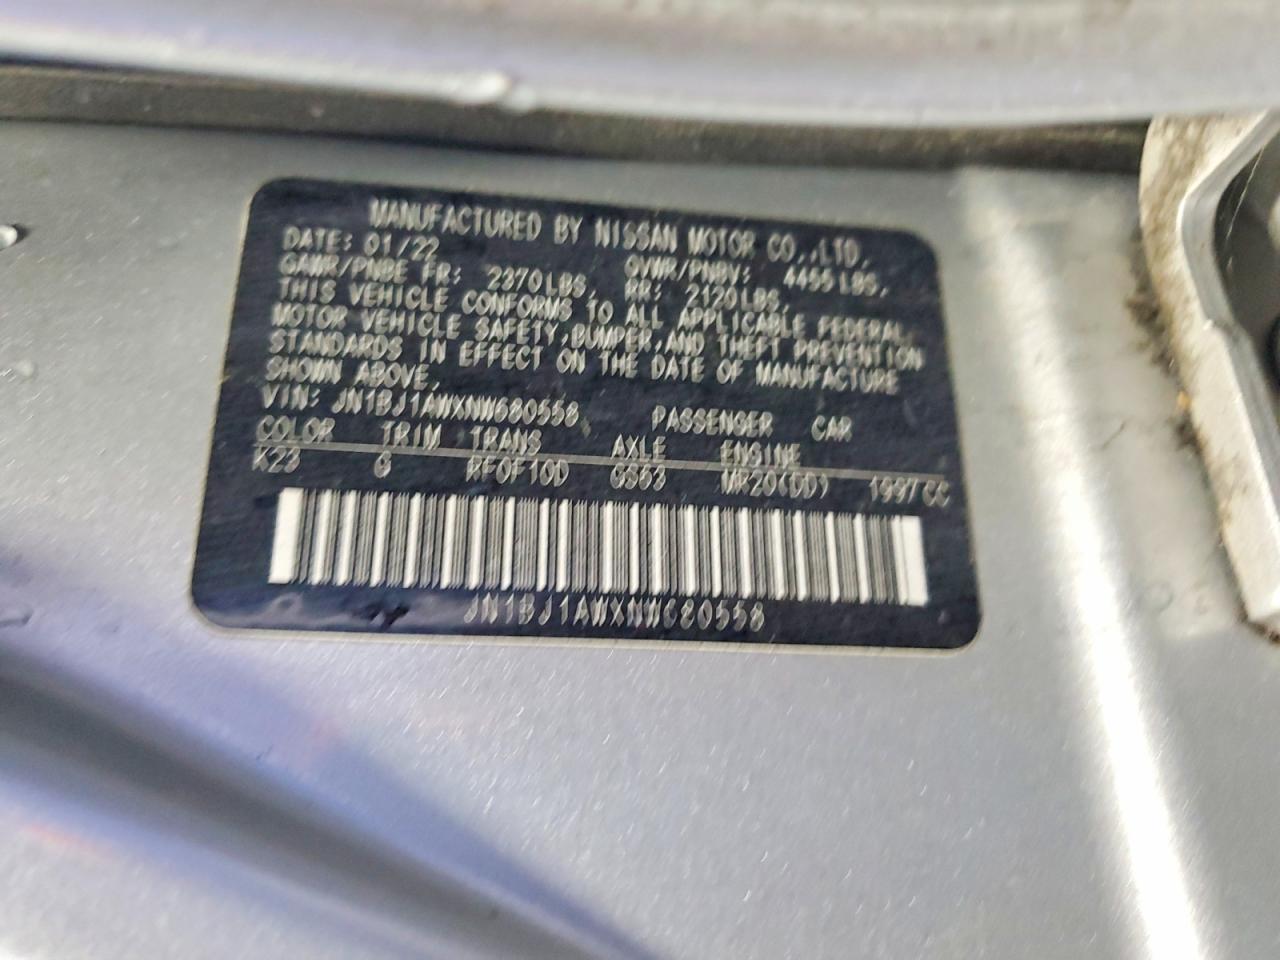 MANUFACTURED BY NISSAN MOTOR CO.,LTD.
DATE: 01/22 GVWR/PNBV: 4455LBS,
GAWR/PNBE FR: 2370LBS, RR: 2120LBS,
THIS VEHICLE CONFORMS TO ALL APPLICABLE FEDERAL
MOTOR VEHICLE SAFETY,BUMPER,AND THEFT PREVENTION
STANDARDS IN EFFECT ON THE DATE OF MANUFACTURE
SHOWN ABOVE.
VIN: JN1BJ1AWXNW680558 PASSENGER CAR
COLOR TRIM TRANS AXLE ENGINE
K23 G RF0F10D GS53 MR20(DD) 1997CC
JN1BJ1AWXNW680558